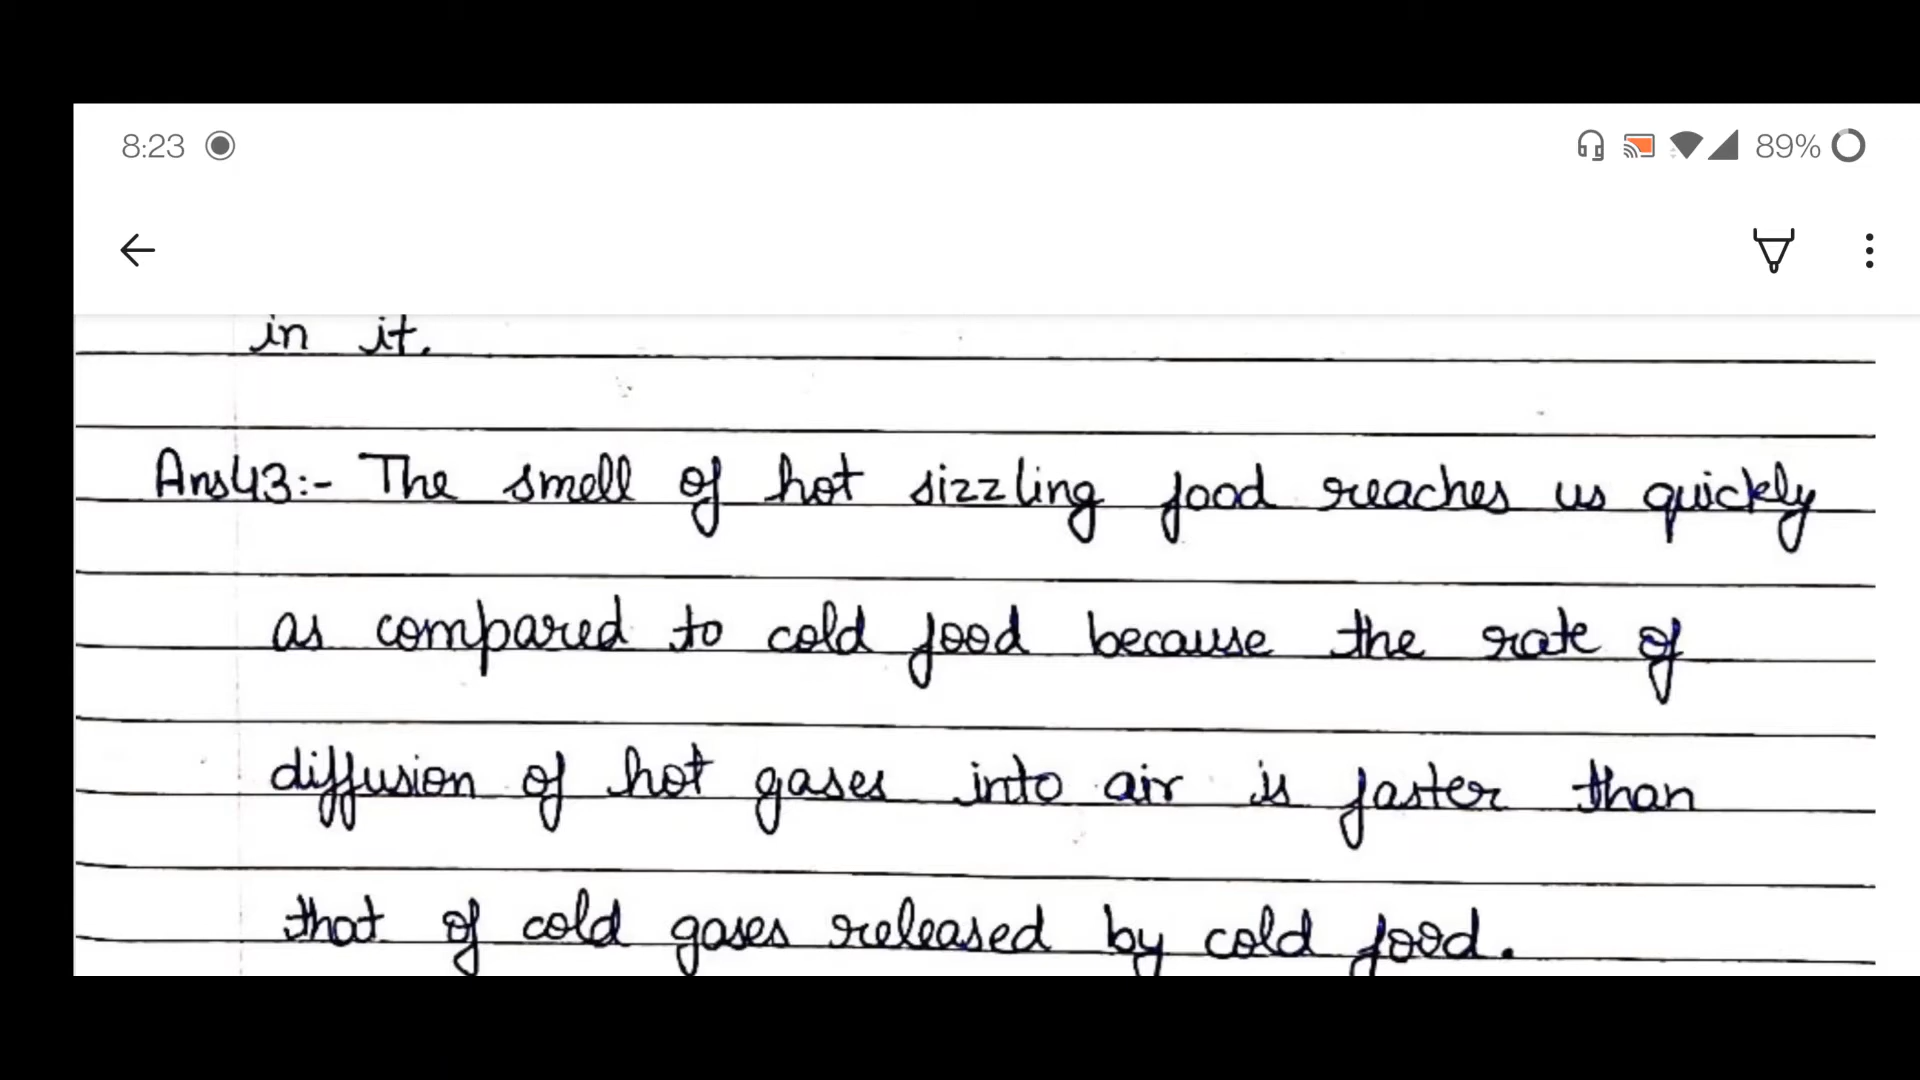 8:23 89%
in it.
Ans43:- The smell of hot sizzling food reaches us quickly
as compared to cold food because the rate of
diffusion of hot gases into air is faster than
that of cold gases released by cold food.